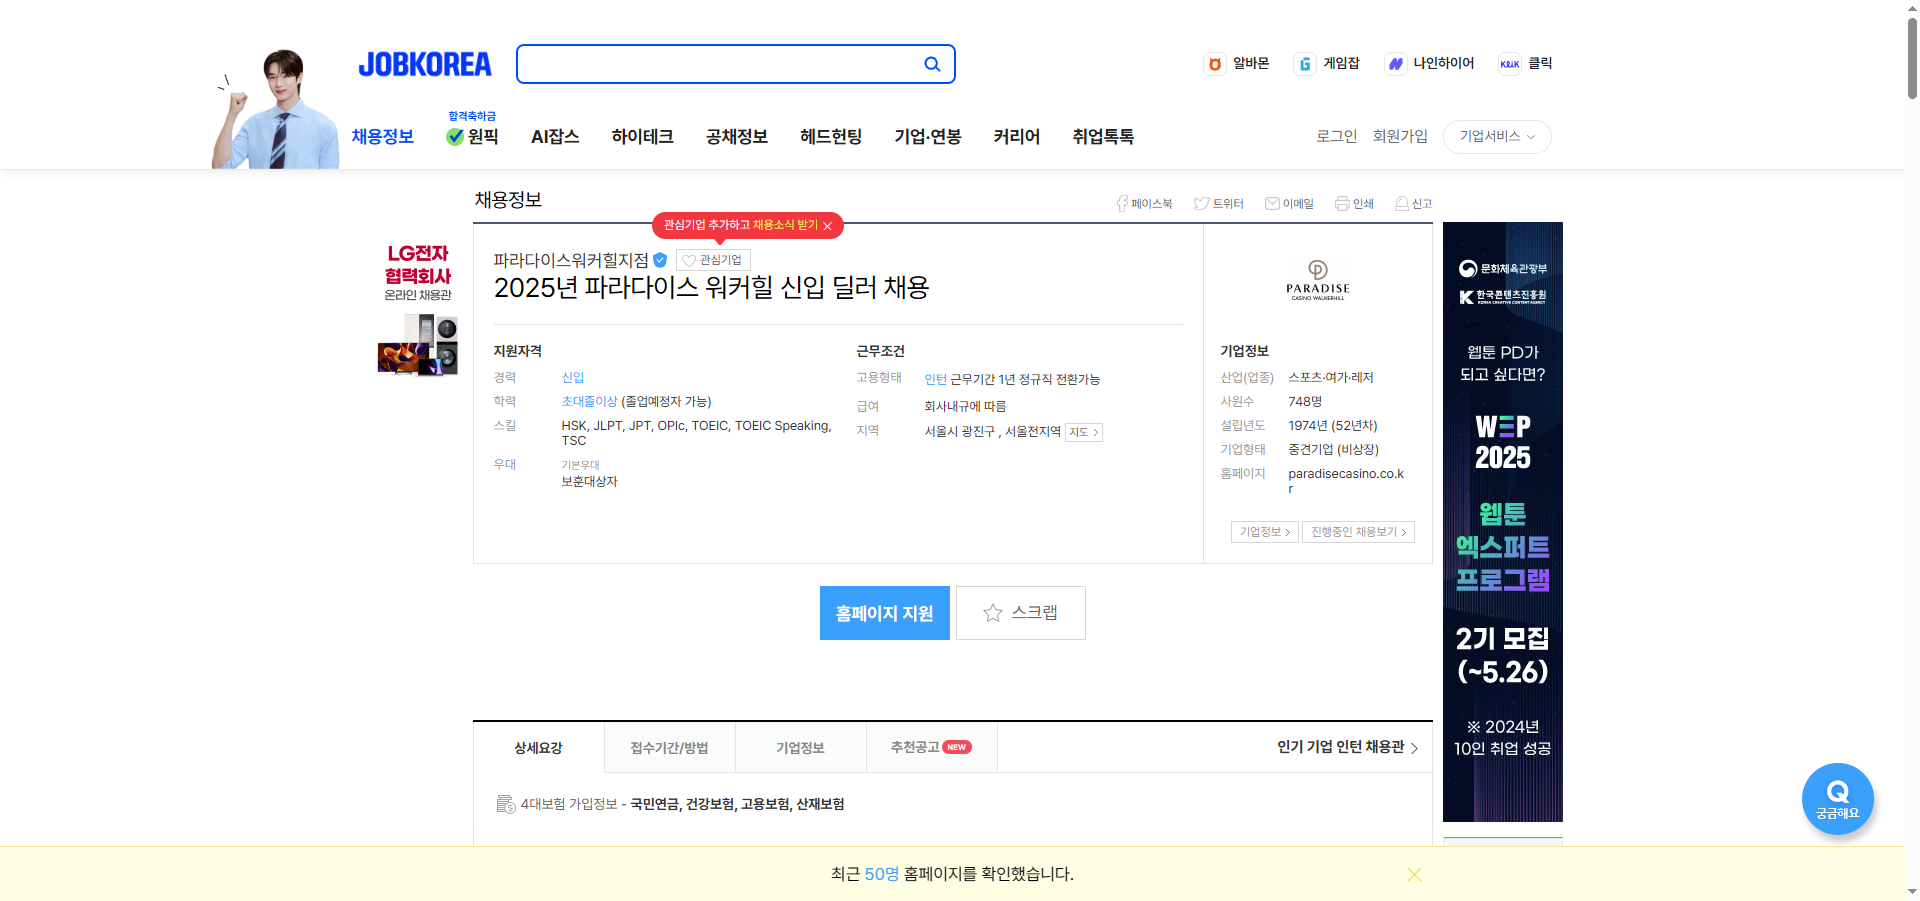 JOBKOREA
알바몬
게임잡
나인하이어
K리K 클릭
채용정보
합격축하금
원픽
AI잡스
하이테크
공채정보
헤드헌팅
기업·연봉
커리어
취업톡톡
로그인
회원가입
기업서비스
채용정보
페이스북
트위터
이메일
인쇄
신고
관심기업 추가하고 채용소식 받기
LG전자
협력회사
온라인 채용관
파라다이스워커힐지점
관심기업
2025년 파라다이스 워커힐 신입 딜러 채용
지원자격
경력 신입
학력 초대졸이상 (졸업예정자 가능)
스킬 HSK, JLPT, JPT, OPIc, TOEIC, TOEIC Speaking,
TSC
우대 기본우대
보훈대상자
근무조건
고용형태 인턴 근무기간 1년 정규직 전환가능
급여 회사내규에 따름
지역 서울시 광진구 , 서울전지역 지도
PARADISE
CASINO WALKERHILL
기업정보
산업(업종) 스포츠·여가·레저
사원수 748명
설립년도 1974년 (52년차)
기업형태 중견기업 (비상장)
홈페이지 paradisecasino.co.k
r
기업정보
진행중인 채용보기
문화체육관광부
한국콘텐츠진흥원
KOREA CREATIVE CONTENT AGENCY
웹툰 PD가
되고 싶다면?
WEP
2025
웹툰
엑스퍼트
프로그램
2기 모집
(~5.26)
※ 2024년
10인 취업 성공
홈페이지 지원
스크랩
상세요강
접수기간/방법
기업정보
추천공고 NEW
인기 기업 인턴 채용관
4대보험 가입정보 - 국민연금, 건강보험, 고용보험, 산재보험
Q
궁금해요
최근 50명 홈페이지를 확인했습니다.